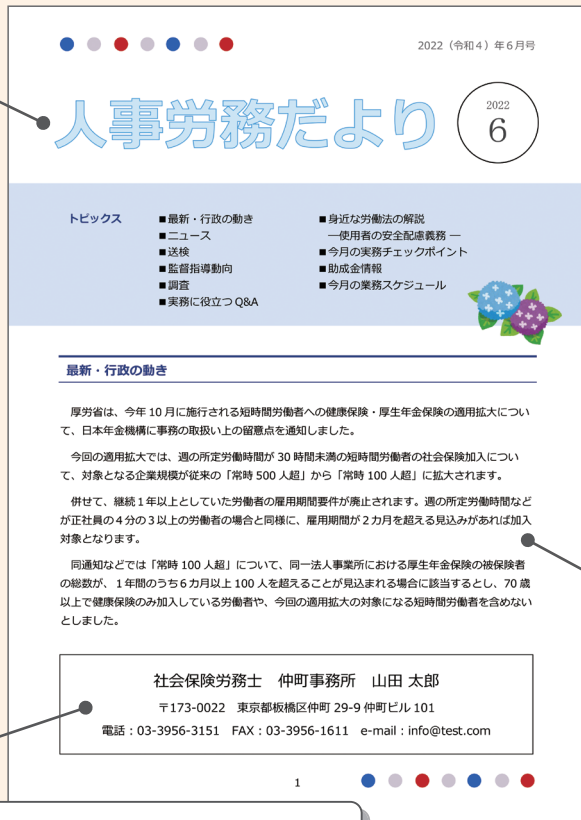 2022（令和4）年6月号
人事労務だより
2022
6
トピックス
■最新・行政の動き
■ニュース
■送検
■監督指導動向
■調査
■実務に役立つQ&A
■身近な労働法の解説
―使用者の安全配慮義務―
■今月の実務チェックポイント
■助成金情報
■今月の業務スケジュール
最新・行政の動き
厚労省は、今年10月に施行される短時間労働者への健康保険・厚生年金保険の適用拡大につい
て、日本年金機構に事務の取扱い上の留意点を通知しました。
今回の適用拡大では、週の所定労働時間が30時間未満の短時間労働者の社会保険加入につい
て、対象となる企業規模が従来の「常時500人超」から「常時100人超」に拡大されます。
併せて、継続1年以上としていた労働者の雇用期間要件が廃止されます。週の所定労働時間など
が正社員の4分の3以上の労働者の場合と同様に、雇用期間が2カ月を超える見込みがあれば加入
対象となります。
同通知などでは「常時100人超」について、同一法人事業所における厚生年金保険の被保険者
の総数が、1年間のうち6カ月以上100人を超えることが見込まれる場合に該当するとし、70歳
以上で健康保険のみ加入している労働者や、今回の適用拡大の対象になる短時間労働者を含めない
としました。
社会保険労務士　仲町事務所　山田 太郎
〒173-0022　東京都板橋区仲町29-9仲町ビル101
電話：03-3956-3151　FAX：03-3956-1611　e-mail：info@test.com
1